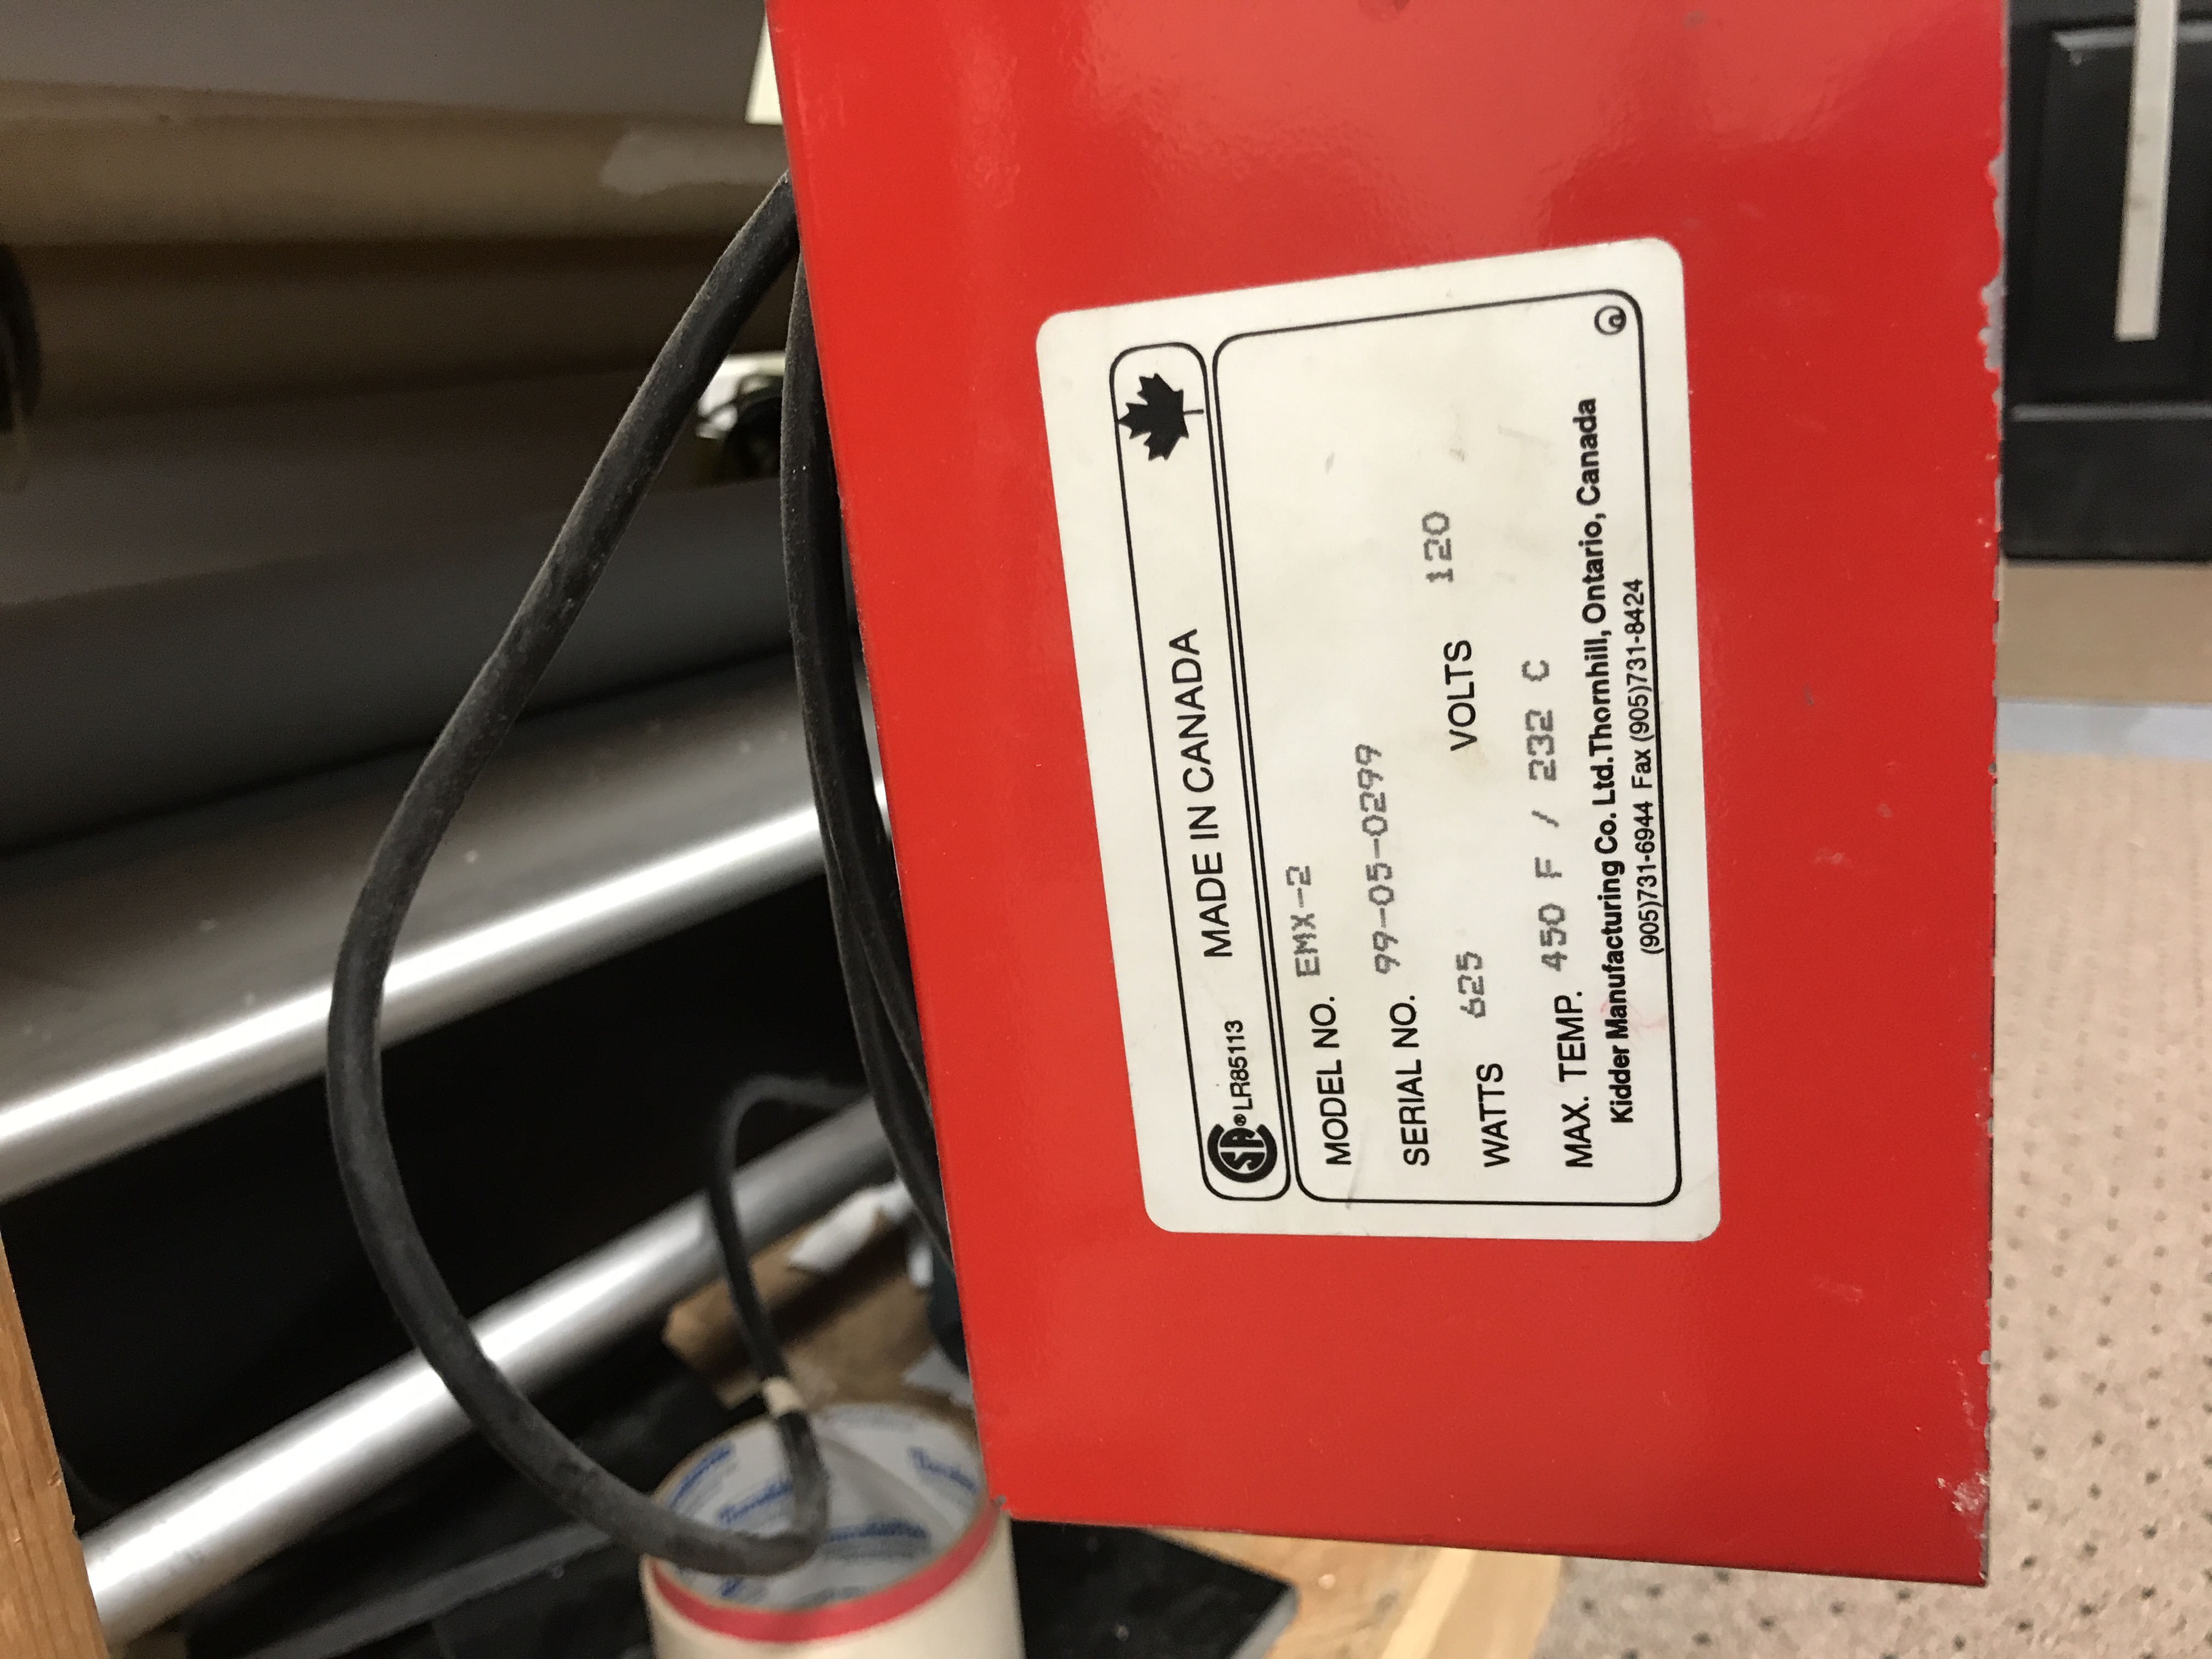 CSA® LR85113 MADE IN CANADA
MODEL NO. EMX-2
SERIAL NO. 99-05-0299
WATTS 625 VOLTS 120
MAX. TEMP. 450 F / 232 C
Kidder Manufacturing Co. Ltd.Thornhill, Ontario, Canada
(905)731-6944 Fax (905)731-8424